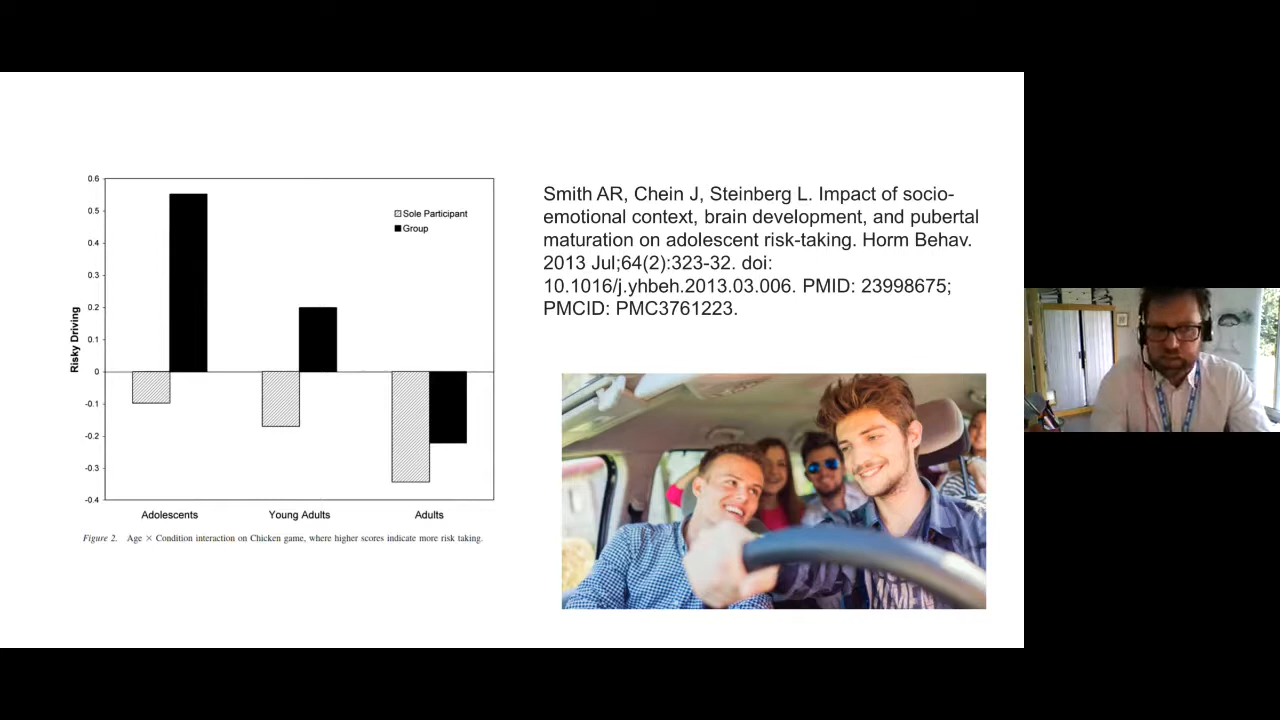 0.6
0.5
0.4
0.3
0.2
0.1
0
-0.1
-0.2
-0.3
-0.4
Risky Driving
Sole Participant
Group
Adolescents
Young Adults
Adults
Figure 2. Age × Condition interaction on Chicken game, where higher scores indicate more risk taking.
Smith AR, Chein J, Steinberg L. Impact of socio-
emotional context, brain development, and pubertal
maturation on adolescent risk-taking. Horm Behav.
2013 Jul;64(2):323-32. doi:
10.1016/j.yhbeh.2013.03.006. PMID: 23998675;
PMCID: PMC3761223.